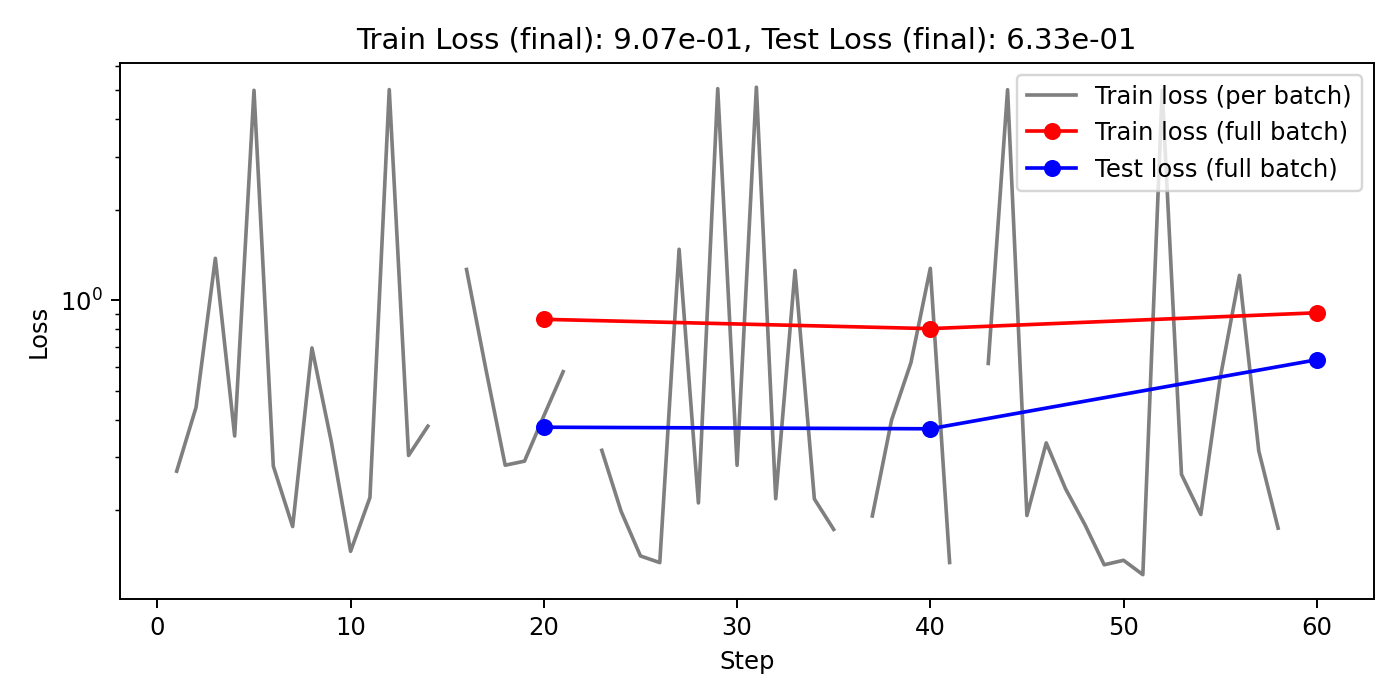 Train Loss (final): 9.07e-01, Test Loss (final): 6.33e-01
Train loss (per batch)
Train loss (full batch)
Test loss (full batch)
Loss
10⁰
0 10 20 30 40 50 60
Step